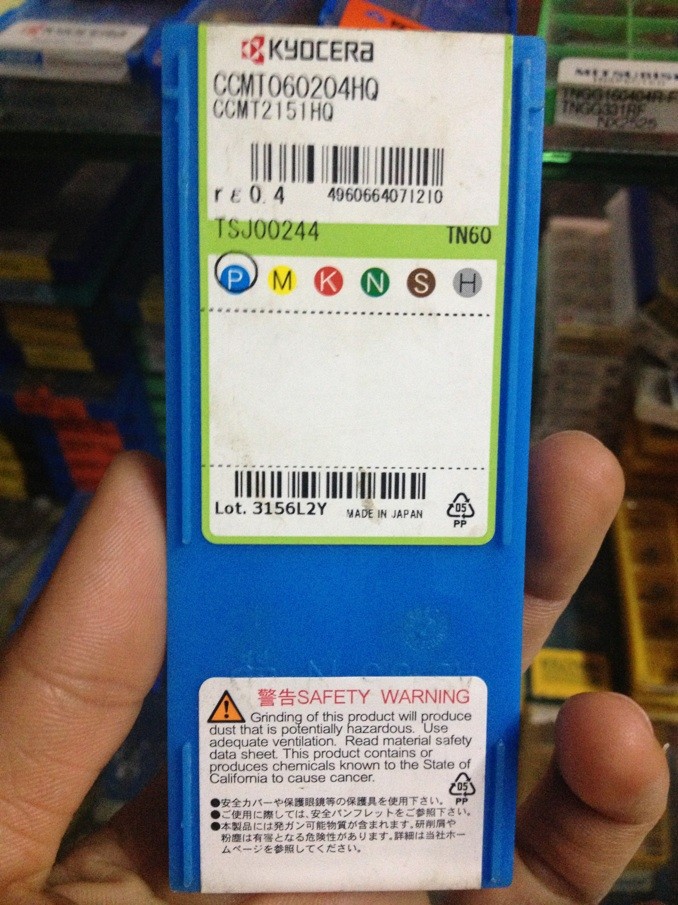 KYOCERA
CCMT060204HQ
CCMT2151HQ
rε 0.4 4960664071210
TSJ00244 TN60
P M K N S H
Lot. 3156L2Y MADE IN JAPAN
05
PP
警告SAFETY WARNING
Grinding of this product will produce
dust that is potentially hazardous. Use
adequate ventilation. Read material safety
data sheet. This product contains or
produces chemicals known to the State of
California to cause cancer.
05
PP
●安全カバーや保護眼鏡等の保護具を使用下さい。
●ご使用に際しては、安全パンフレットをご参照下さい。
●本製品には発ガン可能物質が含まれます。研削屑や
粉塵は有害となる危険性があります。詳細は当社ホー
ムページを参照してください。
MITSUBISHI
TNGG160404R-F
TNGG331RF
NX2525